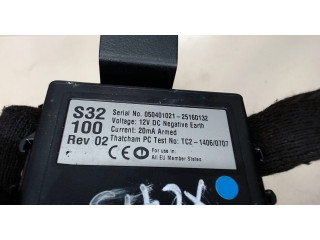 S32
100
Rev 02
Serial No. 050401021-25160132
Voltage: 12V DC Negative Earth
Current: 20mA Armed
Thatcham PC Test No: TC2-1406/0707
For use in:
All EU Member States